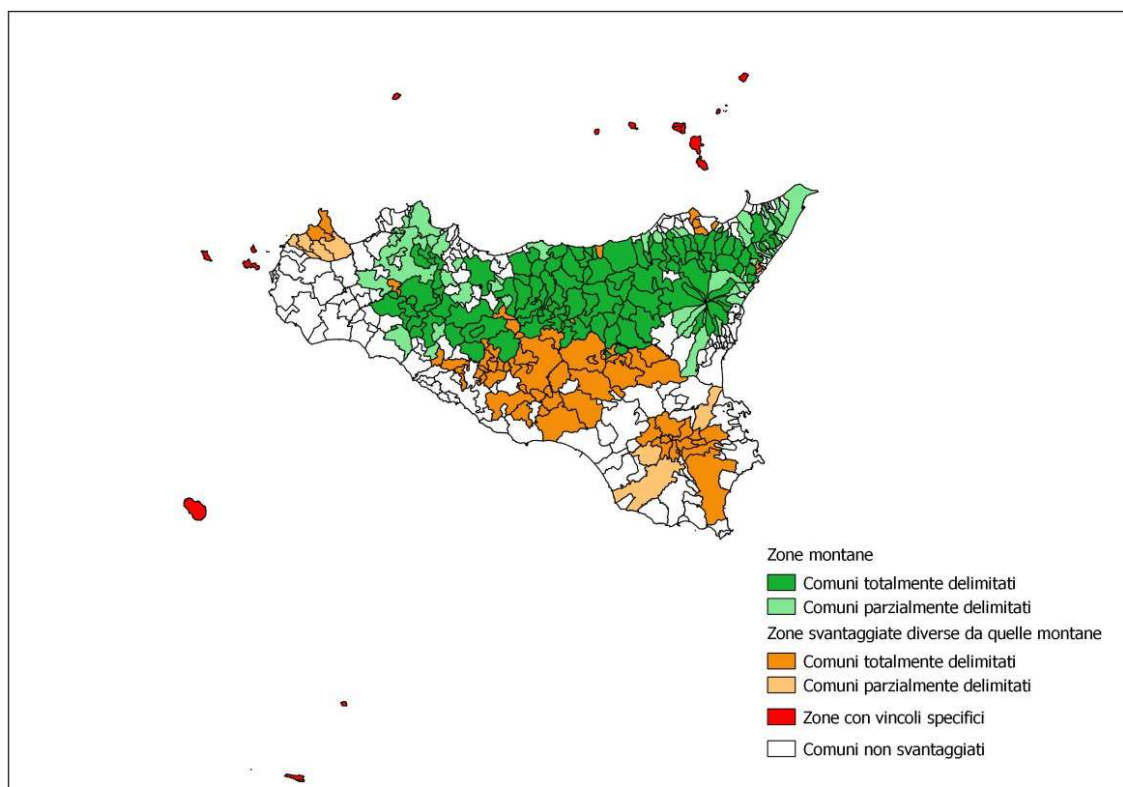 Zone montane
Comuni totalmente delimitati
Comuni parzialmente delimitati
Zone svantaggiate diverse da quelle montane
Comuni totalmente delimitati
Comuni parzialmente delimitati
Zone con vincoli specifici
Comuni non svantaggiati